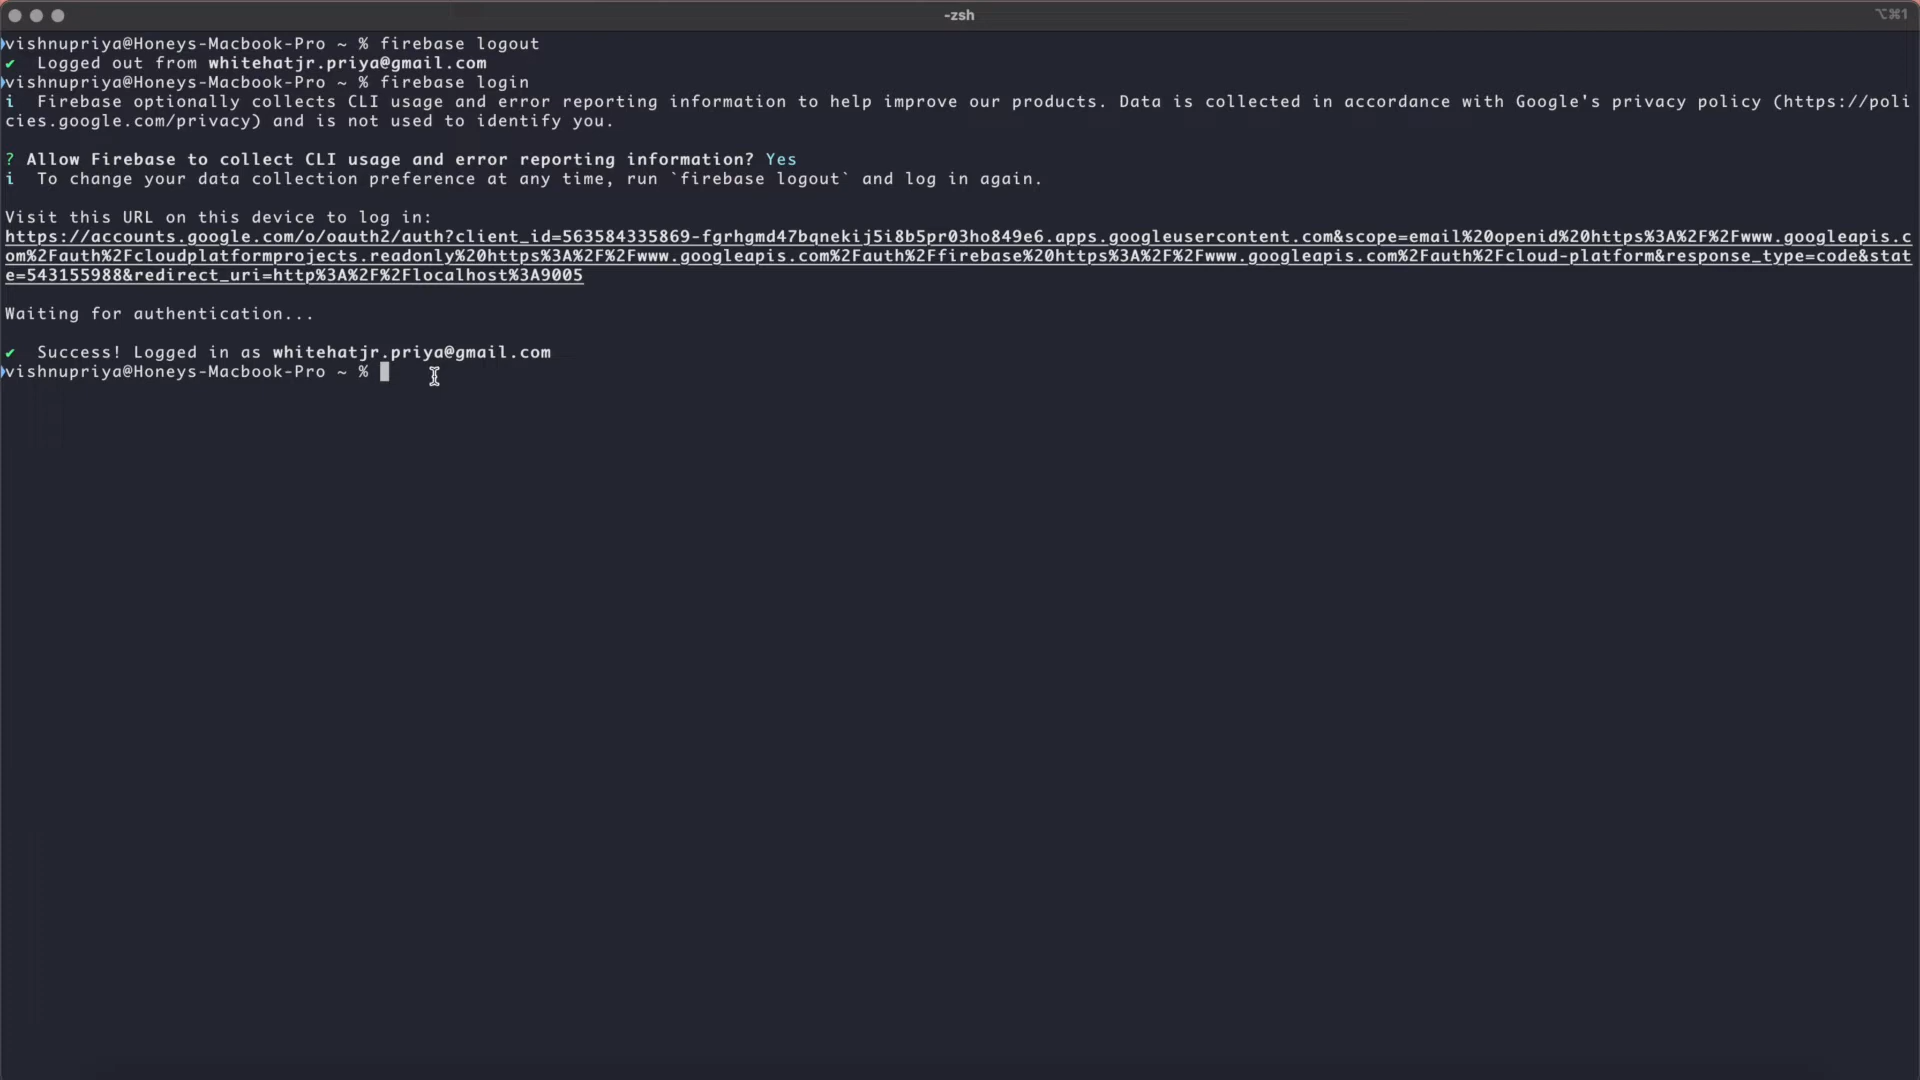 -zsh
⌥⌘1
vishnupriya@Honeys-Macbook-Pro ~ % firebase logout
✔  Logged out from whitehatjr.priya@gmail.com
vishnupriya@Honeys-Macbook-Pro ~ % firebase login
i  Firebase optionally collects CLI usage and error reporting information to help improve our products. Data is collected in accordance with Google's privacy policy (https://poli
cies.google.com/privacy) and is not used to identify you.
? Allow Firebase to collect CLI usage and error reporting information? Yes
i  To change your data collection preference at any time, run `firebase logout` and log in again.
Visit this URL on this device to log in:
https://accounts.google.com/o/oauth2/auth?client_id=563584335869-fgrhgmd47bqnekij5i8b5pr03ho849e6.apps.googleusercontent.com&scope=email%20openid%20https%3A%2F%2Fwww.googleapis.c
om%2Fauth%2Fcloudplatformprojects.readonly%20https%3A%2F%2Fwww.googleapis.com%2Fauth%2Ffirebase%20https%3A%2F%2Fwww.googleapis.com%2Fauth%2Fcloud-platform&response_type=code&stat
e=543155988&redirect_uri=http%3A%2F%2Flocalhost%3A9005
Waiting for authentication...
✔  Success! Logged in as whitehatjr.priya@gmail.com
vishnupriya@Honeys-Macbook-Pro ~ %